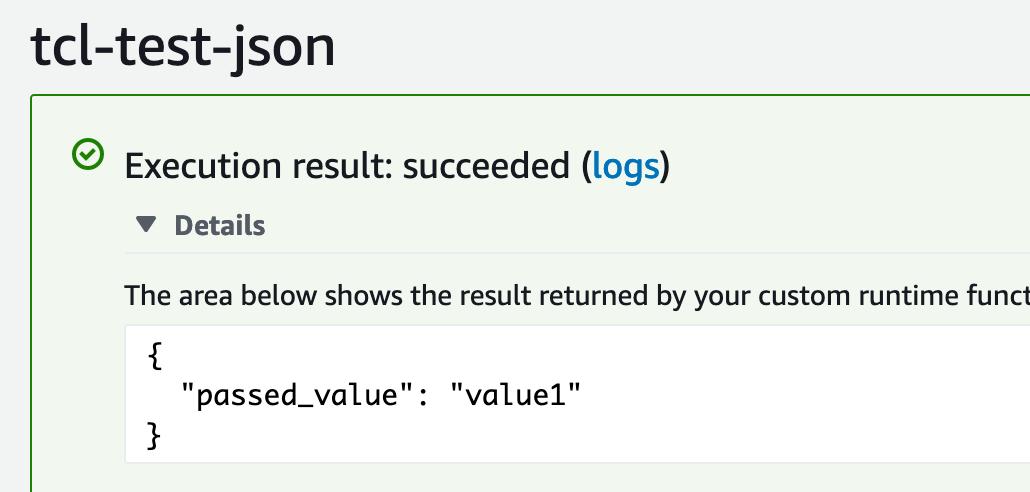 tcl-test-json
Execution result: succeeded (logs)
Details
The area below shows the result returned by your custom runtime funct
{
"passed_value": "value1"
}